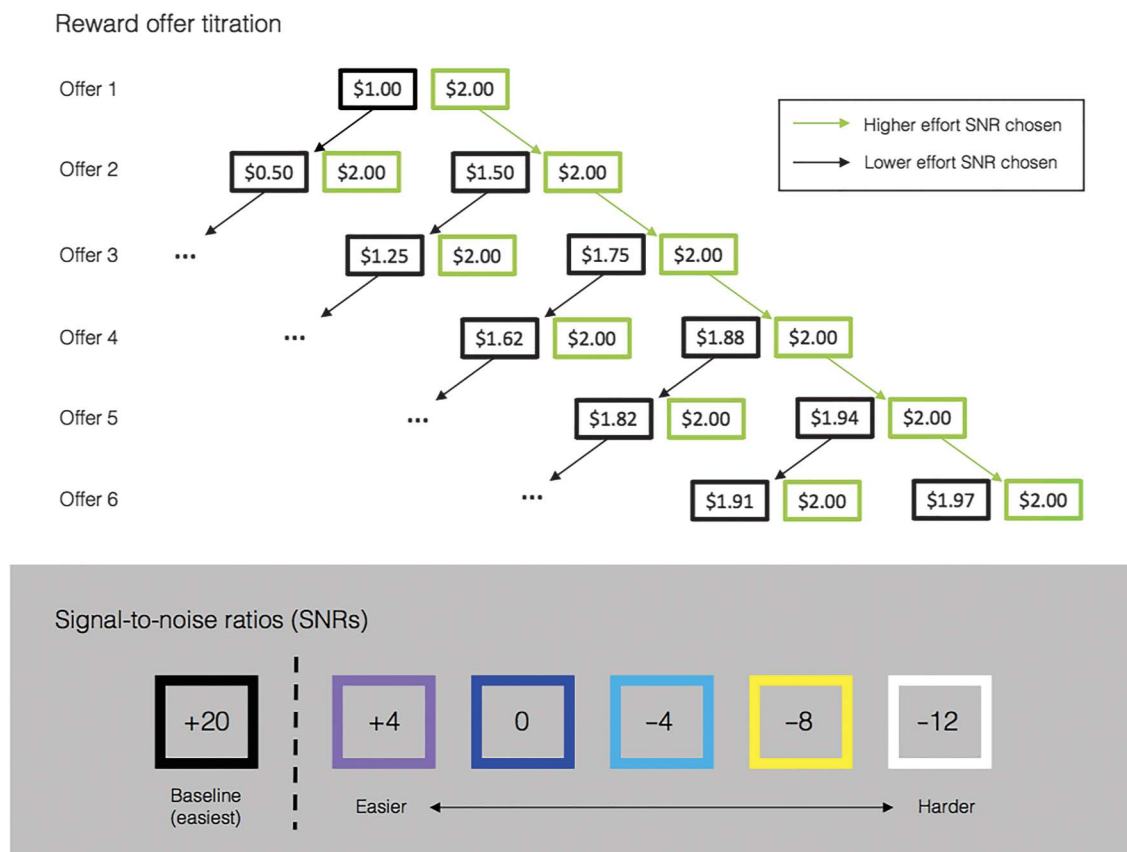 Reward offer titration
Offer 1
$1.00 $2.00
Higher effort SNR chosen
Lower effort SNR chosen
Offer 2
$0.50 $2.00 $1.50 $2.00
Offer 3
... $1.25 $2.00 $1.75 $2.00
Offer 4
... $1.62 $2.00 $1.88 $2.00
Offer 5
... $1.82 $2.00 $1.94 $2.00
Offer 6
... $1.91 $2.00 $1.97 $2.00
Signal-to-noise ratios (SNRs)
+20 +4 0 −4 −8 −12
Baseline
(easiest)
Easier Harder